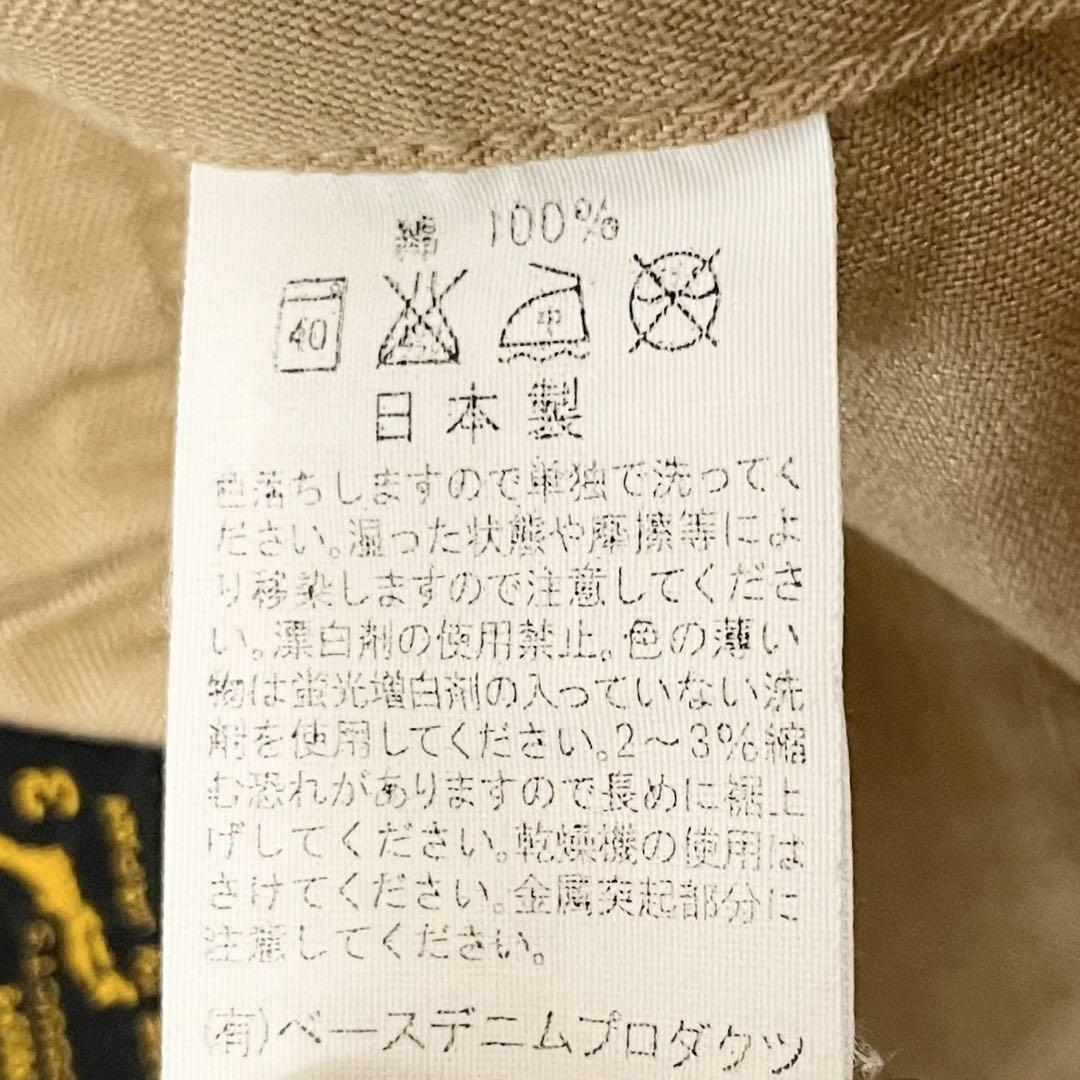 綿 100%
40 中
日本製
色落ちしますので単独で洗ってく
ださい。湿った状態や摩擦等によ
り移染しますので注意してくださ
い。漂白剤の使用禁止。色の薄い
物は蛍光増白剤の入っていない洗
剤を使用してください。2～3%縮
む恐れがありますので長めに裾上
げしてください。乾燥機の使用は
さけてください。金属突起部分に
注意してください。
(有)ベースデニムプロダクツ
3